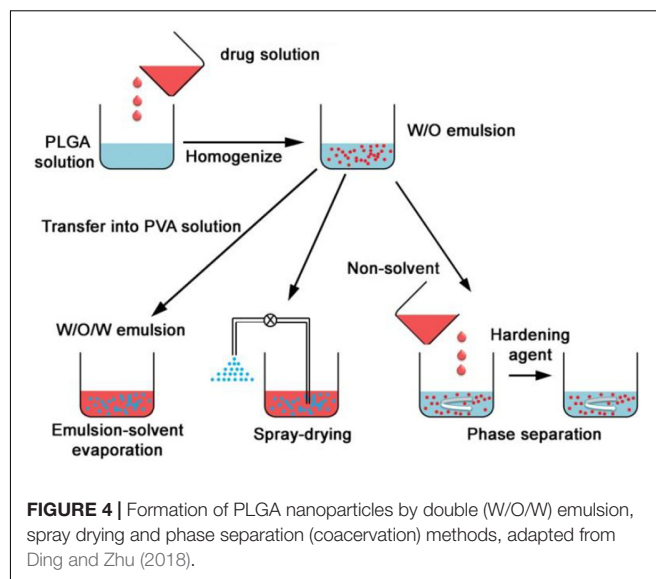 drug solution
PLGA
solution
Homogenize
W/O emulsion
Transfer into PVA solution
Non-solvent
W/O/W emulsion
Hardening
agent
Emulsion-solvent
evaporation
Spray-drying
Phase separation
FIGURE 4 | Formation of PLGA nanoparticles by double (W/O/W) emulsion,
spray drying and phase separation (coacervation) methods, adapted from
Ding and Zhu (2018).